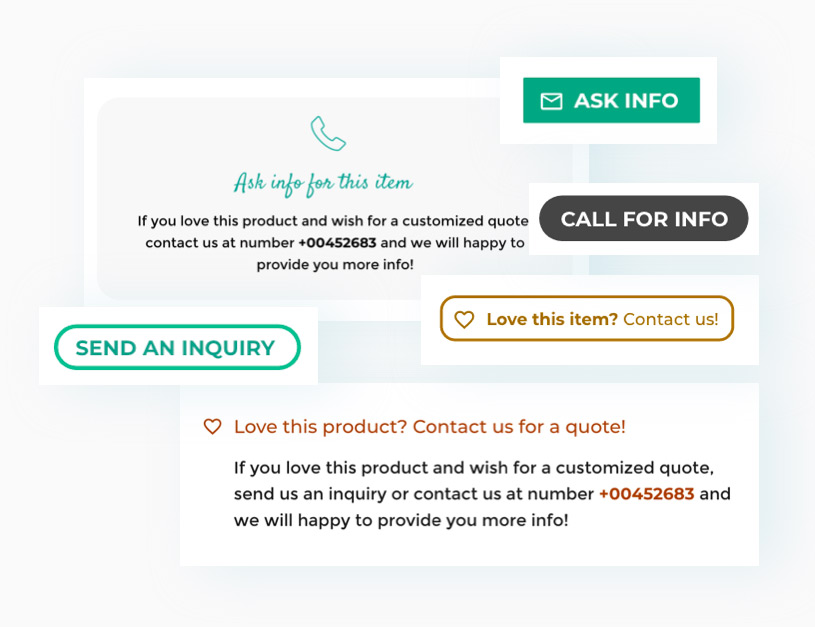 ASK INFO
Ask info for this item
If you love this product and wish for a customized quote
contact us at number +00452683 and we will happy to
provide you more info!
CALL FOR INFO
Love this item? Contact us!
SEND AN INQUIRY
Love this product? Contact us for a quote!
If you love this product and wish for a customized quote,
send us an inquiry or contact us at number +00452683 and
we will happy to provide you more info!